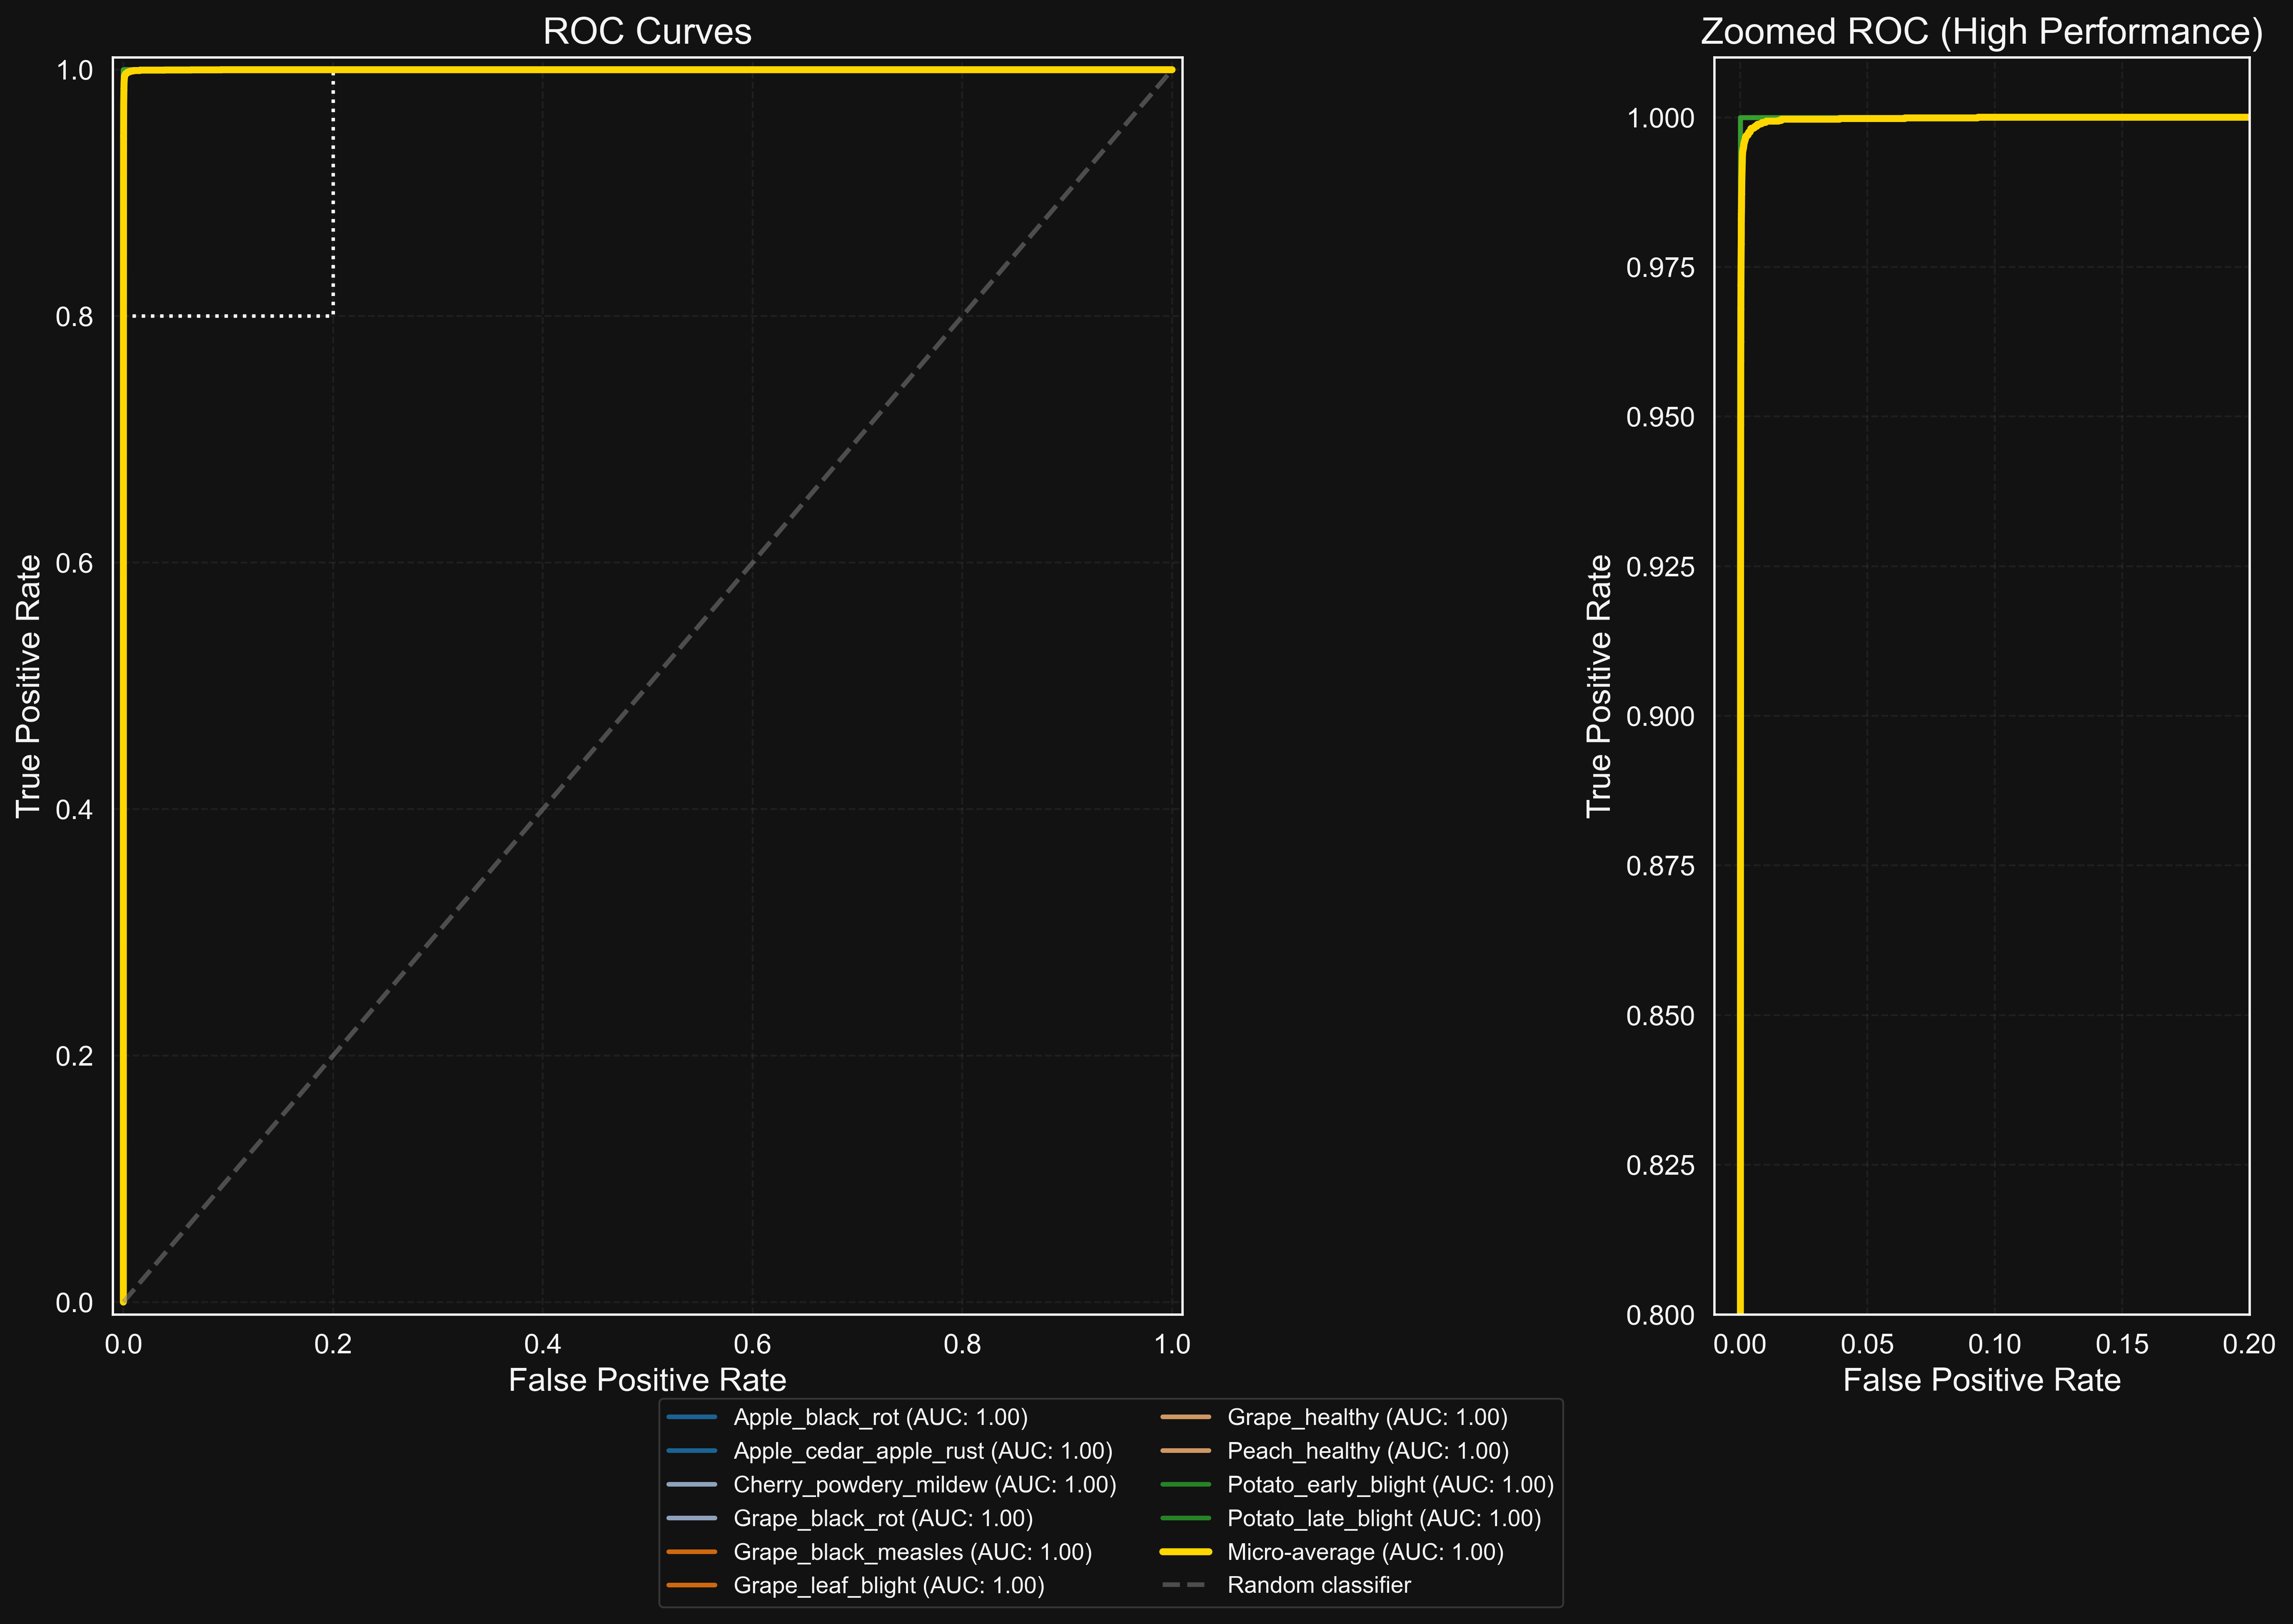 ROC Curves
1.0
0.8
0.6
0.4
0.2
0.0
True Positive Rate
0.0 0.2 0.4 0.6 0.8 1.0
False Positive Rate
Zoomed ROC (High Performance)
1.000
0.975
0.950
0.925
0.900
0.875
0.850
0.825
0.800
True Positive Rate
0.00 0.05 0.10 0.15 0.20
False Positive Rate
Apple_black_rot (AUC: 1.00)
Apple_cedar_apple_rust (AUC: 1.00)
Cherry_powdery_mildew (AUC: 1.00)
Grape_black_rot (AUC: 1.00)
Grape_black_measles (AUC: 1.00)
Grape_leaf_blight (AUC: 1.00)
Grape_healthy (AUC: 1.00)
Peach_healthy (AUC: 1.00)
Potato_early_blight (AUC: 1.00)
Potato_late_blight (AUC: 1.00)
Micro-average (AUC: 1.00)
Random classifier